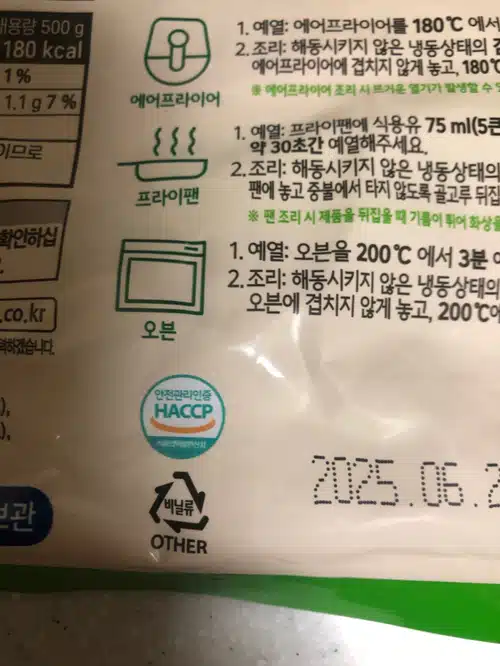 내용량 500 g
180 kcal
1%
1.1 g 7%
이므로
확인하십
.co.kr
1. 예열: 에어프라이어를 180℃ 에서
2. 조리: 해동시키지 않은 냉동상태의
에어프라이어에 겹치지 않게 놓고, 180℃
※ 에어프라이어 조리 시 뜨거운 열기가 발생할 수
에어프라이어
1. 예열: 프라이팬에 식용유 75 ml(5큰
약 30초간 예열해주세요.
2. 조리: 해동시키지 않은 냉동상태의
팬에 놓고 중불에서 타지 않도록 골고루 뒤집
※ 팬 조리 시 제품을 뒤집을 때 기름이 튀어 화상을
프라이팬
1. 예열: 오븐을 200℃ 에서 3분
2. 조리: 해동시키지 않은 냉동상태의
오븐에 겹치지 않게 놓고, 200℃에
오븐
안전관리인증
HACCP
식품의약품안전처
비닐류
OTHER
2025.06.2
보관